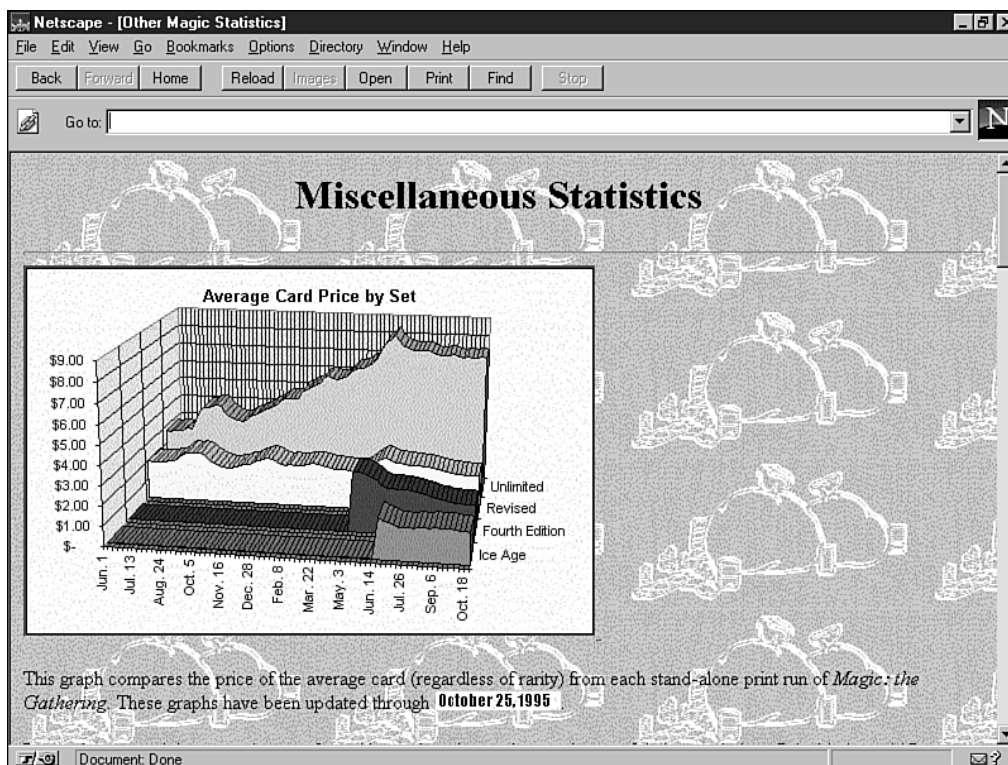 Netscape - [Other Magic Statistics]
File Edit View Go Bookmarks Options Directory Window Help
Back Forward Home Reload Images Open Print Find Stop
Go to:
N
Miscellaneous Statistics
Average Card Price by Set
$9.00
$8.00
$7.00
$6.00
$5.00
$4.00
$3.00
$2.00
$1.00
$-
Unlimited
Revised
Fourth Edition
Ice Age
Jun. 1 Jul. 13 Aug. 24 Oct. 5 Nov. 16 Dec. 28 Feb. 8 Mar. 22 May. 3 Jun. 14 Jul. 26 Sep. 6 Oct. 18
This graph compares the price of the average card (regardless of rarity) from each stand-alone print run of Magic: the
Gathering. These graphs have been updated through October 25, 1995 .
Document: Done